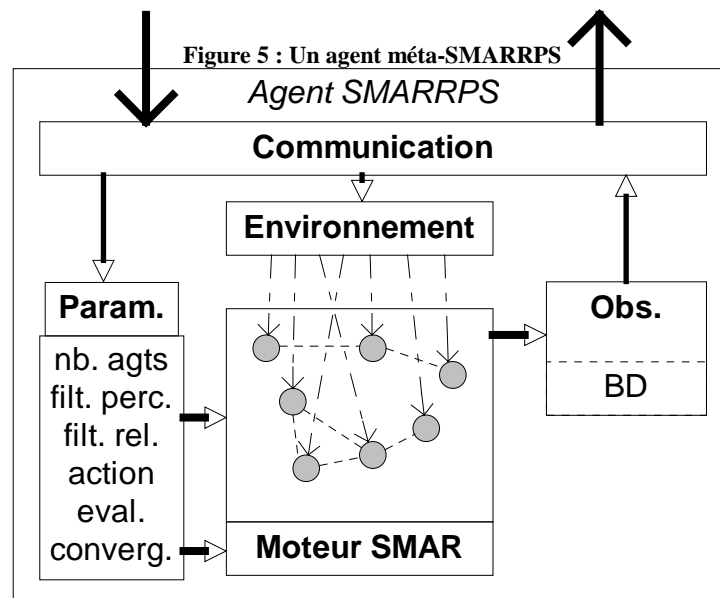 Figure 5 : Un agent méta-SMARRPS
Agent SMARRPS
Communication
Environnement
Param.
nb. agts
filt. perc.
filt. rel.
action
eval.
converg.
Moteur SMAR
Obs.
BD